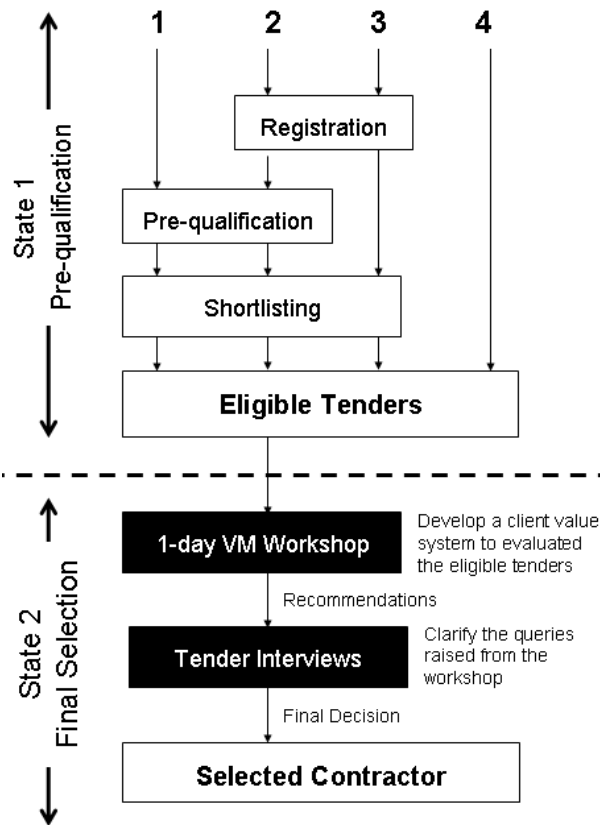 1 2 3 4
Registration
State 1
Pre-qualification
Pre-qualification
Shortlisting
Eligible Tenders
1-day VM Workshop
Develop a client value
system to evaluated
the eligible tenders
Recommendations
State 2
Final Selection
Tender Interviews
Clarify the queries
raised from the
workshop
Final Decision
Selected Contractor